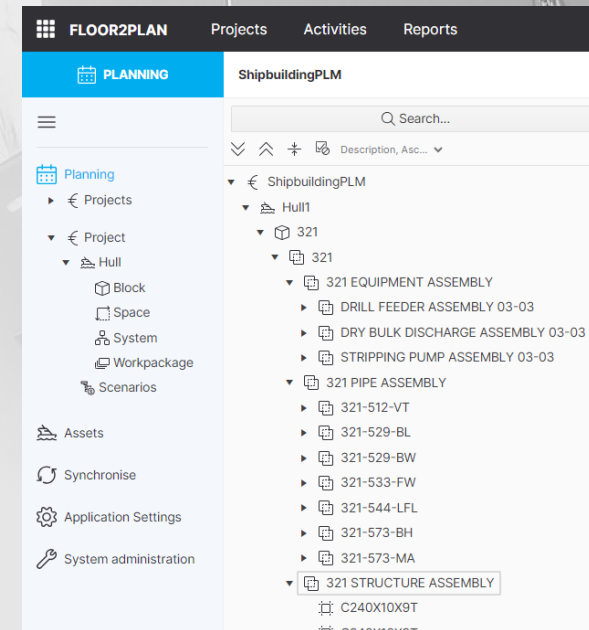 FLOOR2PLAN Projects Activities Reports
PLANNING
ShipbuildingPLM
Search...
Description, Asc...
Planning
Projects
Project
Hull
Block
Space
System
Workpackage
Scenarios
Assets
Synchronise
Application Settings
System administration
ShipbuildingPLM
Hull1
321
321
321 EQUIPMENT ASSEMBLY
DRILL FEEDER ASSEMBLY 03-03
DRY BULK DISCHARGE ASSEMBLY 03-03
STRIPPING PUMP ASSEMBLY 03-03
321 PIPE ASSEMBLY
321-512-VT
321-529-BL
321-529-BW
321-533-FW
321-544-LFL
321-573-BH
321-573-MA
321 STRUCTURE ASSEMBLY
C240X10X9T